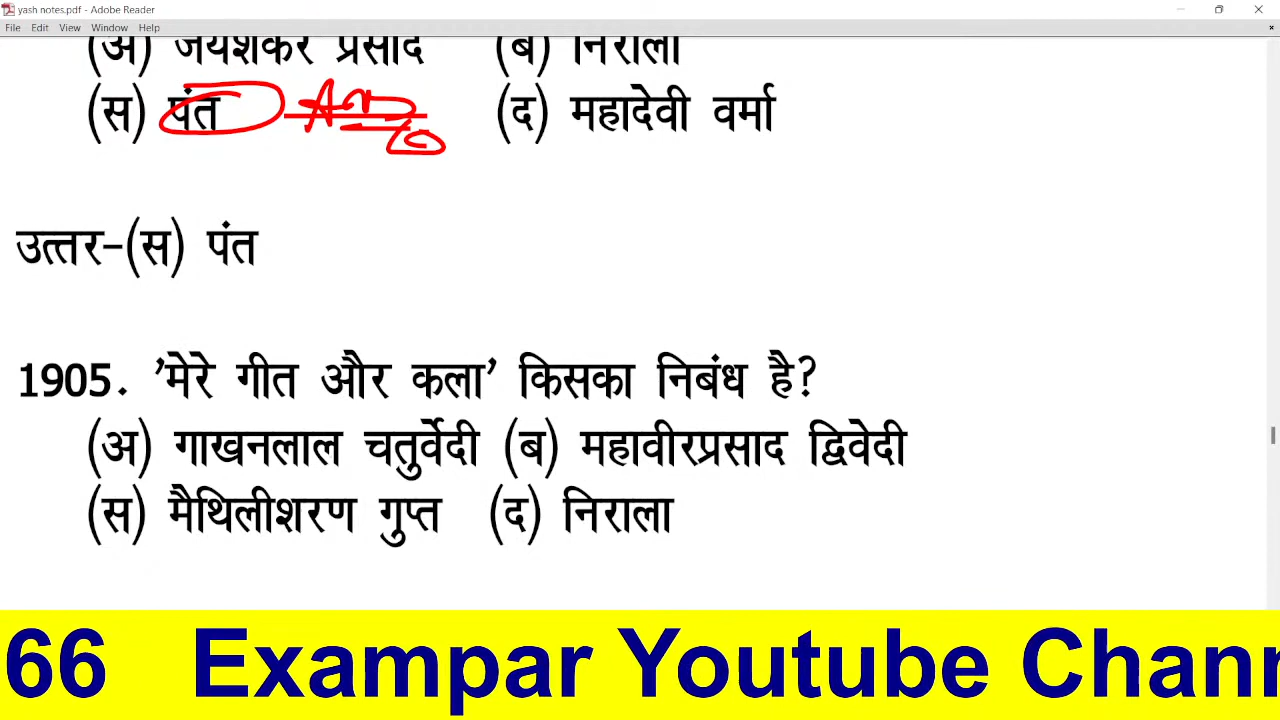 yash notes.pdf - Adobe Reader
File Edit View Window Help
(अ) जयशंकर प्रसाद (ब) निराला
(स) पंत Ans (द) महादेवी वर्मा
उत्तर-(स) पंत
1905. 'मेरे गीत और कला' किसका निबंध है?
(अ) गाखनलाल चतुर्वेदी (ब) महावीरप्रसाद द्विवेदी
(स) मैथिलीशरण गुप्त (द) निराला
66 Exampar Youtube Chann